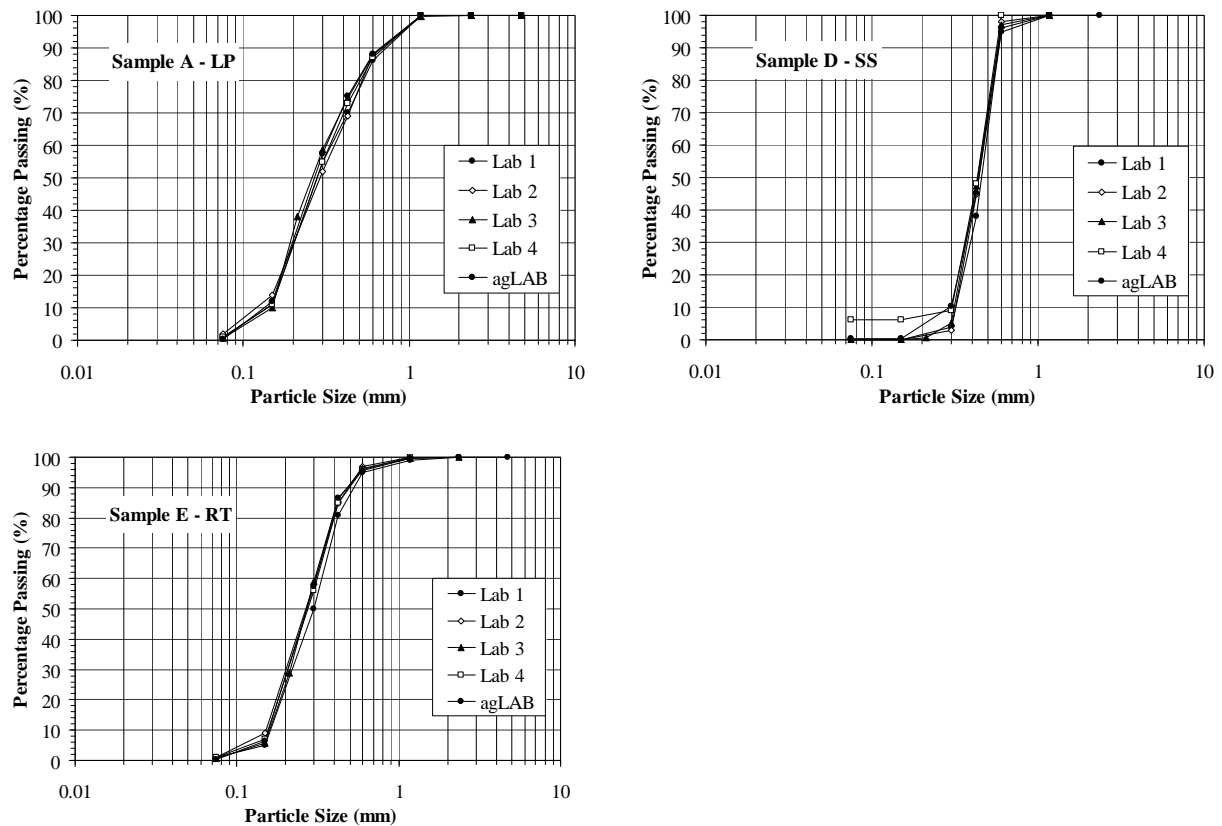 Sample A - LP
Percentage Passing (%)
100
90
80
70
60
50
40
30
20
10
0
0.01
0.1
1
10
Particle Size (mm)
Lab 1
Lab 2
Lab 3
Lab 4
agLAB
Sample D - SS
Percentage Passing (%)
100
90
80
70
60
50
40
30
20
10
0
0.01
0.1
1
10
Particle Size (mm)
Lab 1
Lab 2
Lab 3
Lab 4
agLAB
Sample E - RT
Percentage Passing (%)
100
90
80
70
60
50
40
30
20
10
0
0.01
0.1
1
10
Particle Size (mm)
Lab 1
Lab 2
Lab 3
Lab 4
agLAB